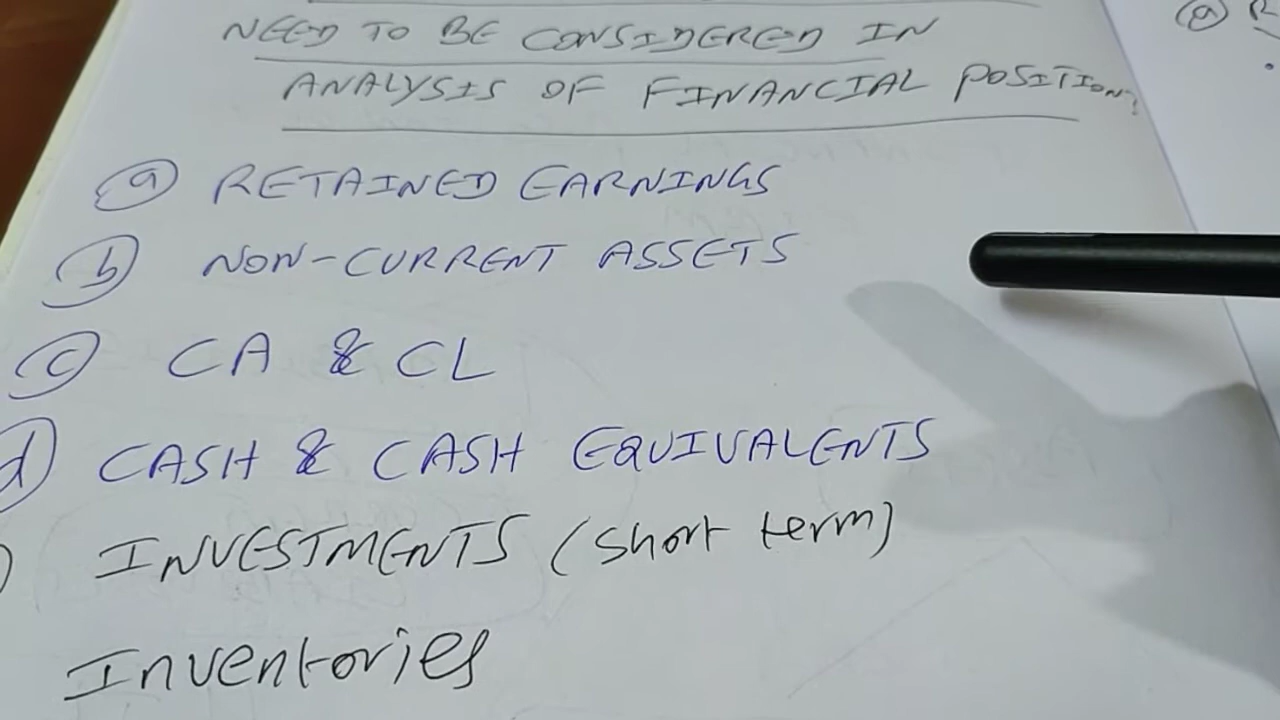 NEED TO BE CONSIDERED IN
ANALYSIS OF FINANCIAL POSITION:
(a) RETAINED EARNINGS
(b) NON-CURRENT ASSETS
(c) CA & CL
(d) CASH & CASH EQUIVALENTS
INVESTMENTS (short term)
Inventories
(a) R